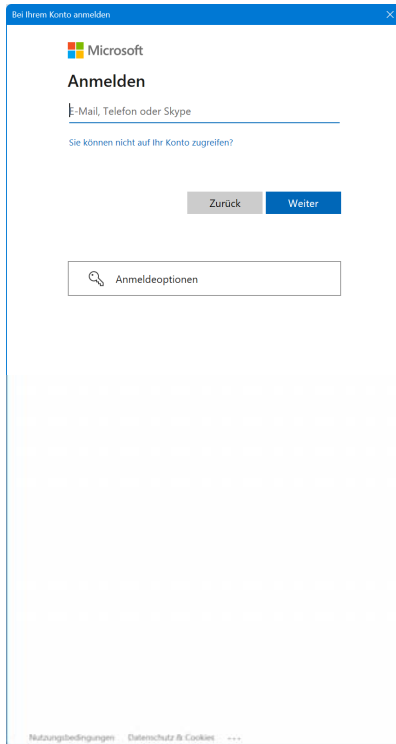 Bei Ihrem Konto anmelden
Microsoft
Anmelden
E-Mail, Telefon oder Skype
Sie können nicht auf Ihr Konto zugreifen?
Zurück Weiter
Anmeldeoptionen
Nutzungsbedingungen Datenschutz & Cookies ...